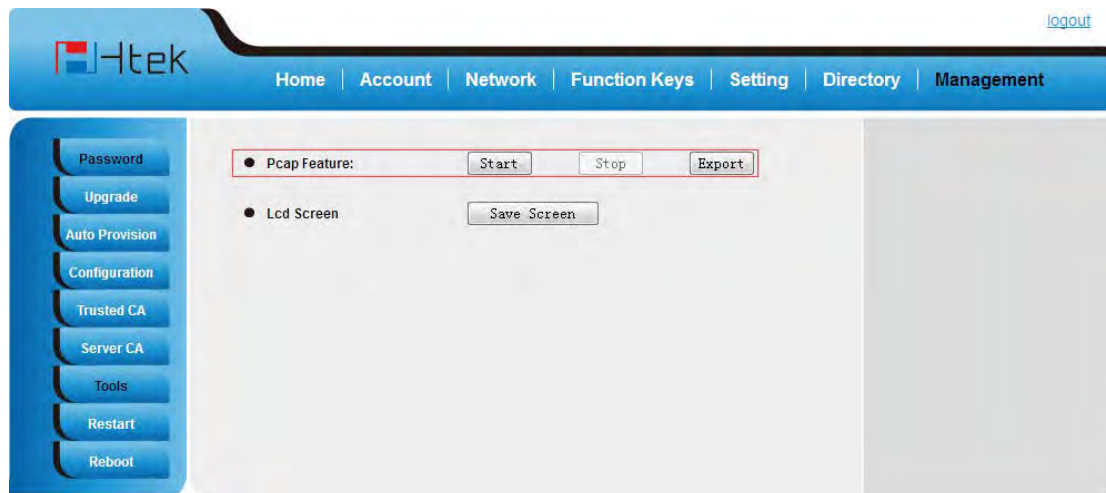 logout
Htek
Home | Account | Network | Function Keys | Setting | Directory | Management
Password
Upgrade
Auto Provision
Configuration
Trusted CA
Server CA
Tools
Restart
Reboot
Pcap Feature: Start Stop Export
Lcd Screen Save Screen